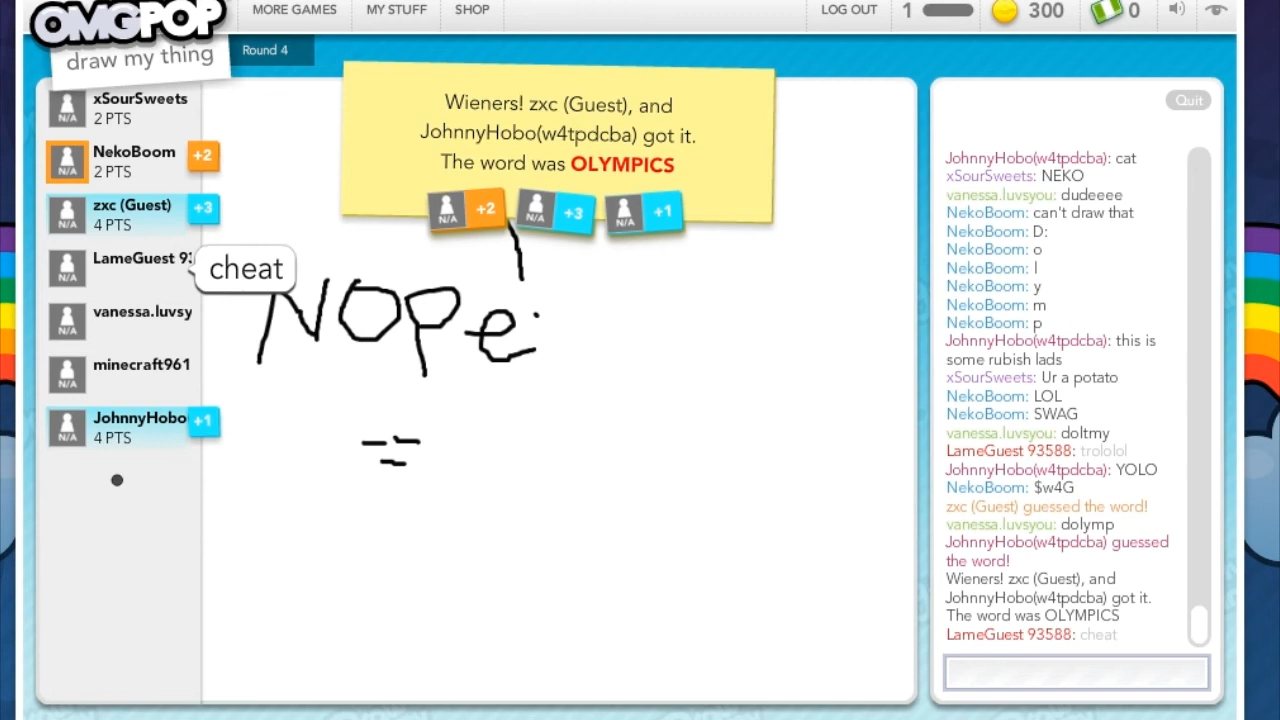 OMGPOP
MORE GAMES
MY STUFF
SHOP
LOG OUT
1
300
0
draw my thing
Round 4
xSourSweets
2 PTS
NekoBoom
2 PTS
+2
zxc (Guest)
4 PTS
+3
LameGuest 93
cheat
vanessa.luvsy
minecraft961
JohnnyHobo
4 PTS
+1
N/A
N/A
N/A
N/A
N/A
N/A
N/A
Wieners! zxc (Guest), and
JohnnyHobo(w4tpdcba) got it.
The word was OLYMPICS
N/A +2
N/A +3
N/A +1
NOPe
Quit
JohnnyHobo(w4tpdcba): cat
xSourSweets: NEKO
vanessa.luvsyou: dudeeee
NekoBoom: can't draw that
NekoBoom: D:
NekoBoom: o
NekoBoom: l
NekoBoom: y
NekoBoom: m
NekoBoom: p
JohnnyHobo(w4tpdcba): this is
some rubish lads
xSourSweets: Ur a potato
NekoBoom: LOL
NekoBoom: SWAG
vanessa.luvsyou: doltmy
LameGuest 93588: trololol
JohnnyHobo(w4tpdcba): YOLO
NekoBoom: $w4G
zxc (Guest) guessed the word!
vanessa.luvsyou: dolymp
JohnnyHobo(w4tpdcba) guessed
the word!
Wieners! zxc (Guest), and
JohnnyHobo(w4tpdcba) got it.
The word was OLYMPICS
LameGuest 93588: cheat